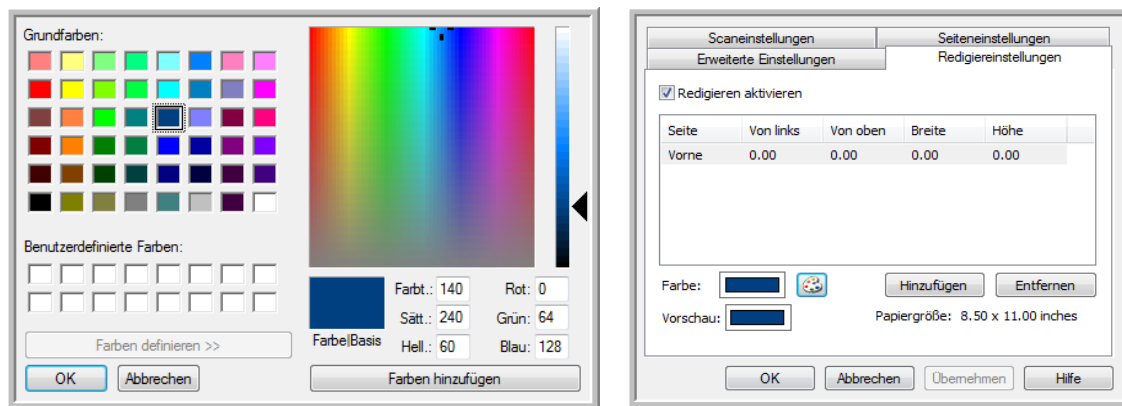 Grundfarben:
Benutzerdefinierte Farben:
Farben definieren >>
OK Abbrechen
Farbt.: 140 Rot: 0
Sätt.: 240 Grün: 64
Farbe|Basis Hell.: 60 Blau: 128
Farben hinzufügen
Scaneinstellungen Seiteneinstellungen
Erweiterte Einstellungen Redigiereinstellungen
Redigieren aktivieren
Seite Von links Von oben Breite Höhe
Vorne 0.00 0.00 0.00 0.00
Farbe: Hinzufügen Entfernen
Vorschau: Papiergröße: 8.50 x 11.00 inches
OK Abbrechen Übernehmen Hilfe